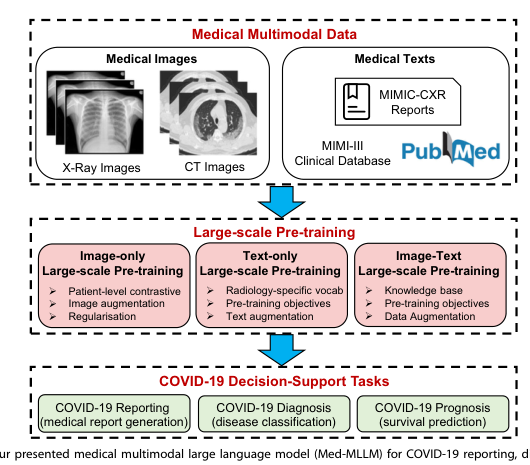 Medical Multimodal Data
Medical Images
X-Ray Images
CT Images
Medical Texts
MIMIC-CXR
Reports
MIMI-III
Clinical Database
PubMed
Large-scale Pre-training
Image-only
Large-scale Pre-training
➢ Patient-level contrastive
➢ Image augmentation
➢ Regularisation
Text-only
Large-scale Pre-training
➢ Radiology-specific vocab
➢ Pre-training objectives
➢ Text augmentation
Image-Text
Large-scale Pre-training
➢ Knowledge base
➢ Pre-training objectives
➢ Data Augmentation
COVID-19 Decision-Support Tasks
COVID-19 Reporting
(medical report generation)
COVID-19 Diagnosis
(disease classification)
COVID-19 Prognosis
(survival prediction)
ur presented medical multimodal large language model (Med-MLLM) for COVID-19 reporting, d